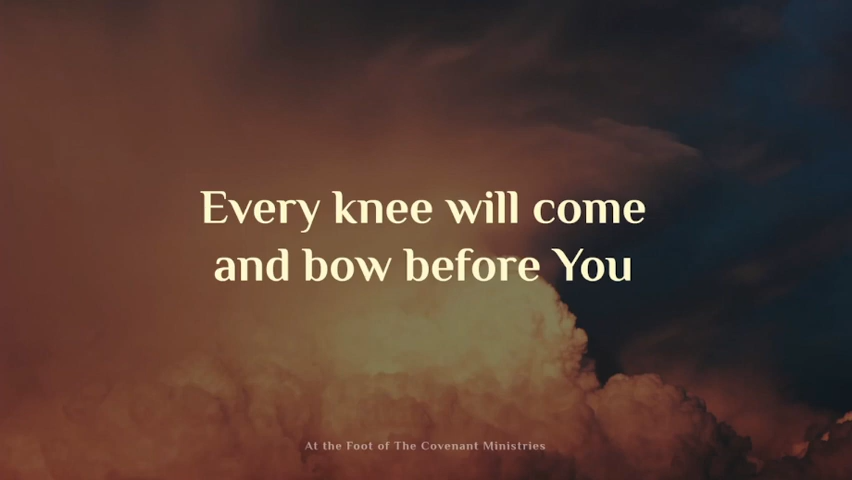 Every knee will come
and bow before You
At the Foot of The Covenant Ministries